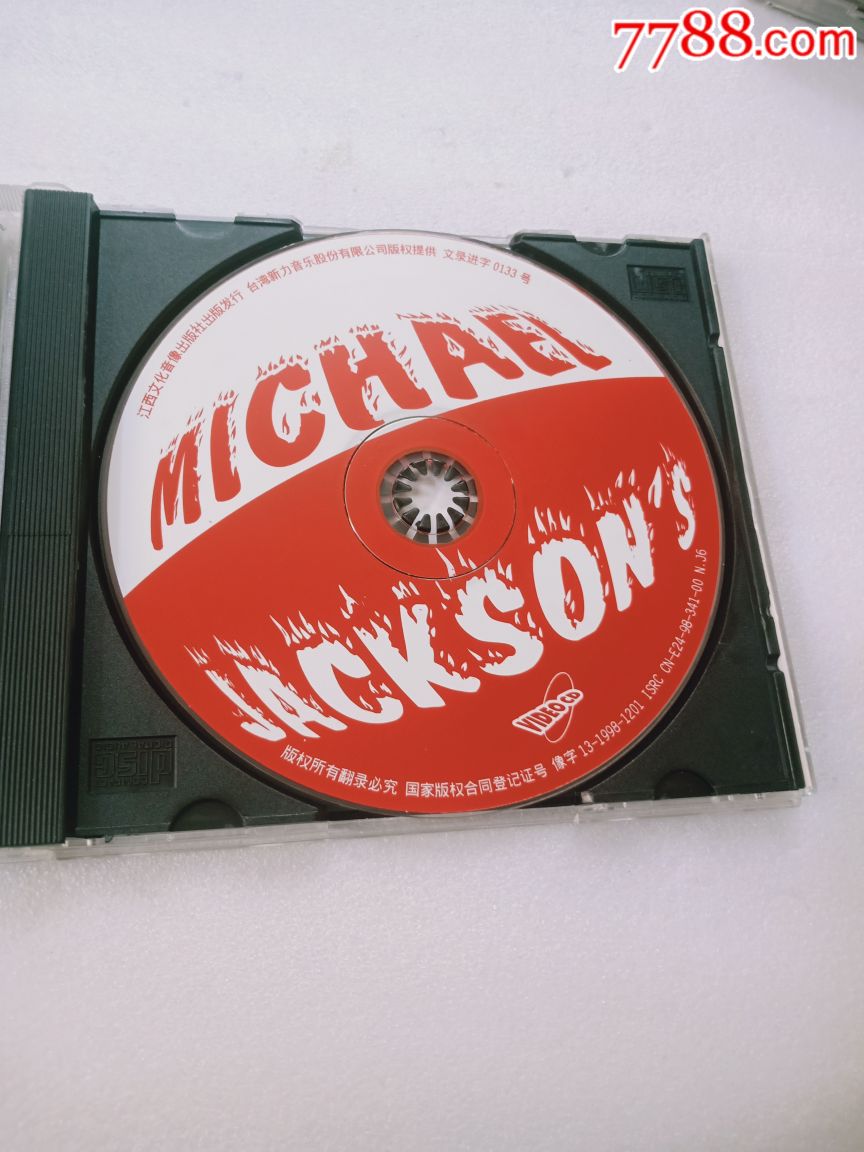 7788.com
江西文化音像出版社出版发行 台湾新力音乐股份有限公司版权提供 文录进字 0133 号
MICHAEL
JACKSON'S
VIDEO CD
版权所有翻录必究 国家版权合同登记证号 像字 13-1998-1201 ISRC CN-E24-98-341-00 N.J6
disc